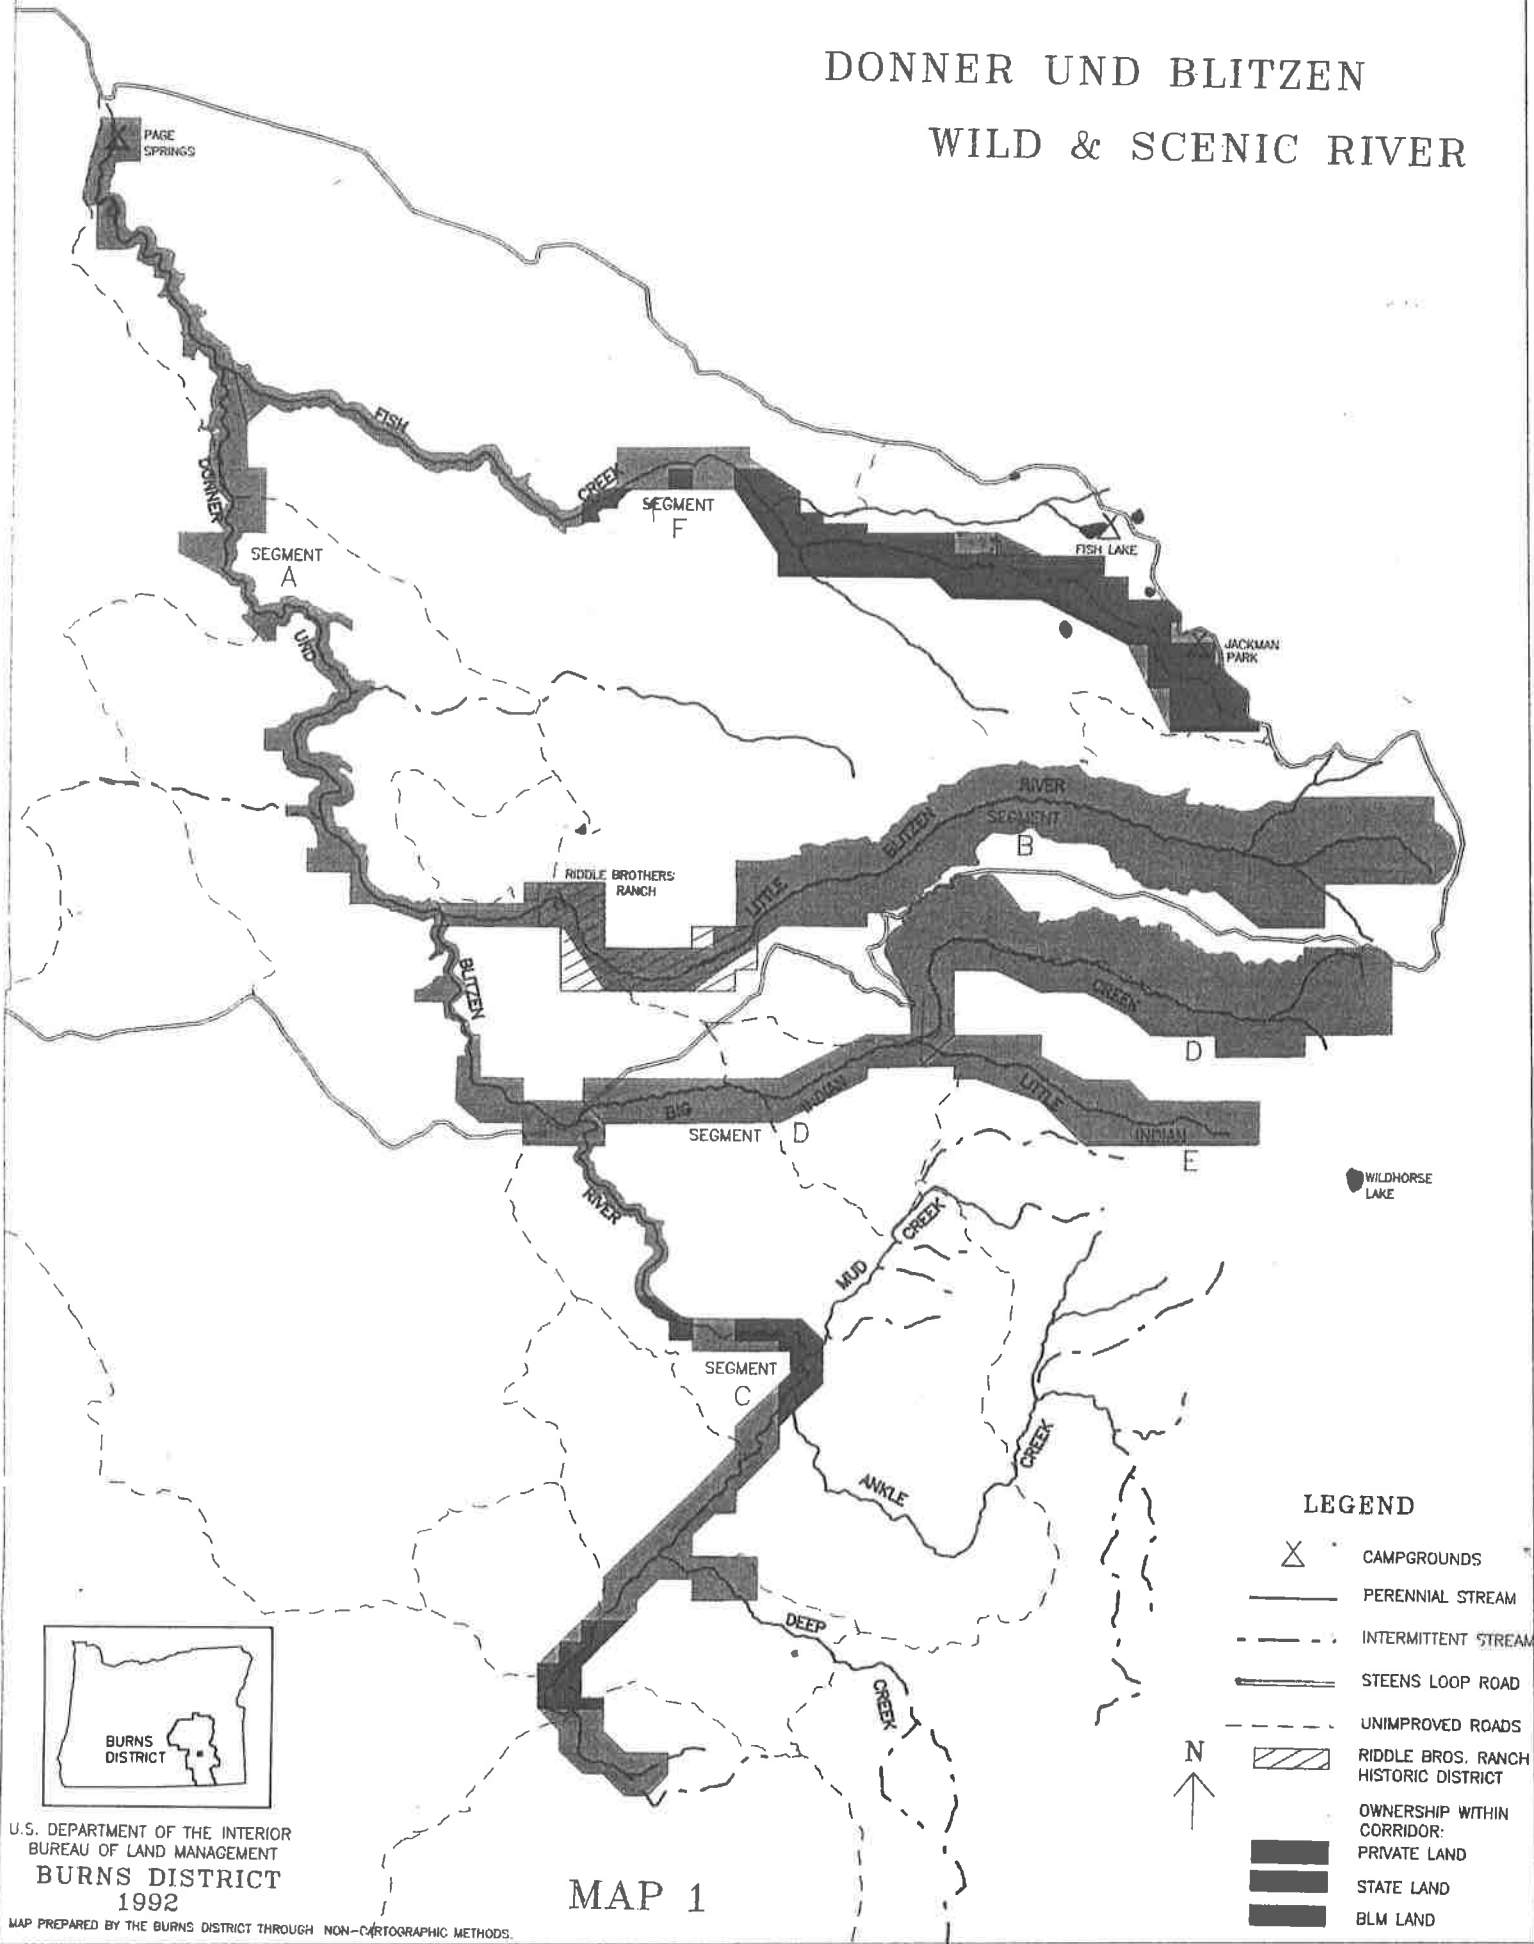 DONNER UND BLITZEN
WILD & SCENIC RIVER
PAGE
SPRINGS
FISH
CREEK
SEGMENT
F
DONNER
SEGMENT
A
UND
FISH LAKE
JACKMAN
PARK
RIVER
SEGMENT
B
BLITZEN
LITTLE
RIDDLE BROTHERS
RANCH
BLITZEN
CREEK
D
BIG
INDIAN
SEGMENT D
LITTLE
INDIAN
E
WILDHORSE
LAKE
RIVER
MUD
CREEK
SEGMENT
C
ANKLE
CREEK
DEEP
CREEK
LEGEND
CAMPGROUNDS
PERENNIAL STREAM
INTERMITTENT STREAM
STEENS LOOP ROAD
UNIMPROVED ROADS
RIDDLE BROS. RANCH
HISTORIC DISTRICT
OWNERSHIP WITHIN
CORRIDOR:
PRIVATE LAND
STATE LAND
BLM LAND
N
BURNS
DISTRICT
U.S. DEPARTMENT OF THE INTERIOR
BUREAU OF LAND MANAGEMENT
BURNS DISTRICT
1992
MAP PREPARED BY THE BURNS DISTRICT THROUGH NON-CARTOGRAPHIC METHODS.
MAP 1